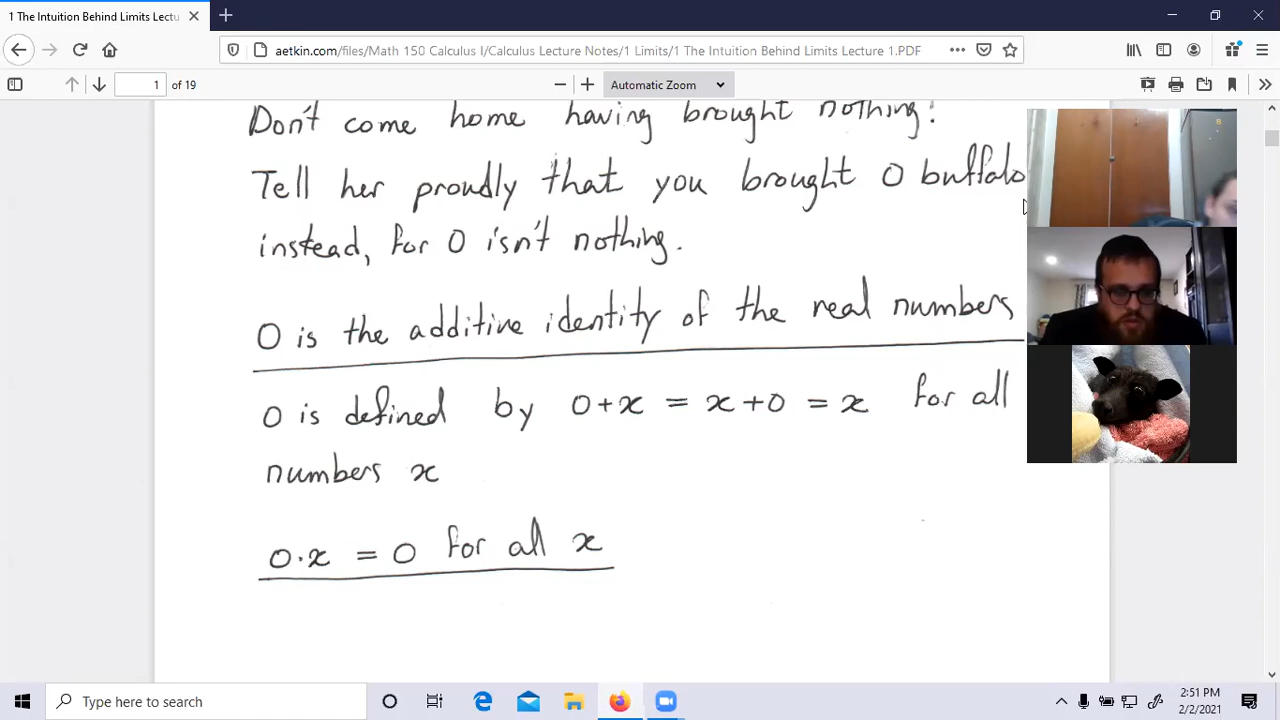 1 The Intuition Behind Limits Lectu
aetkin.com/files/Math 150 Calculus I/Calculus Lecture Notes/1 Limits/1 The Intuition Behind Limits Lecture 1.PDF
1 of 19
Automatic Zoom
Don't come home having brought nothing!
Tell her proudly that you brought 0 buffalo
instead, for 0 isn't nothing.
0 is the additive identity of the real numbers
0 is defined by 0+x = x+0 = x for all
numbers x
0·x = 0 for all x
Type here to search
2:51 PM
2/2/2021